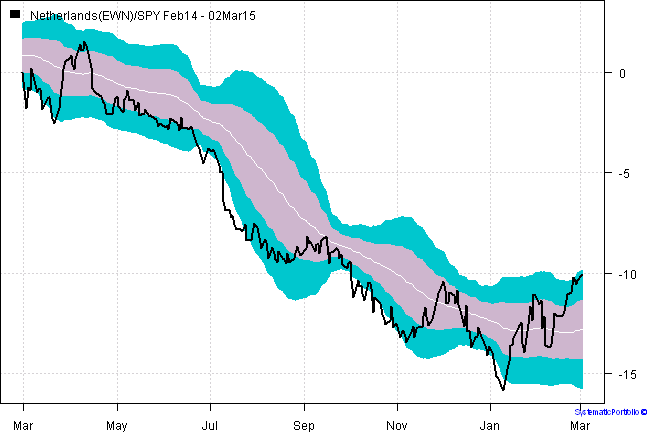 Netherlands(EWN)/SPY Feb14 - 02Mar15
0
-5
-10
-15
Mar May Jul Sep Nov Jan Mar
SystematicPortfolio ©